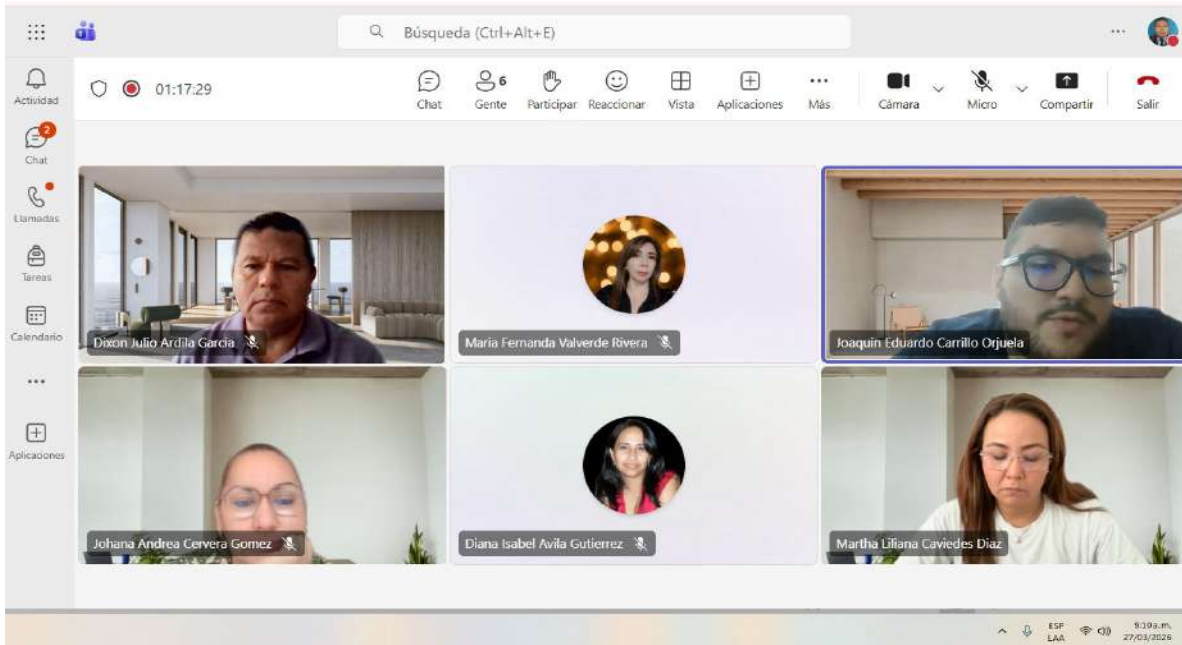 Búsqueda (Ctrl+Alt+E)
Actividad
01:17:29
Chat
6
Gente
Participar
Reaccionar
Vista
Aplicaciones
Más
Cámara
Micro
Compartir
Salir
2
Chat
Llamadas
Tareas
Calendario
Aplicaciones
Dixon Julio Ardila Garcia
Maria Fernanda Valverde Rivera
Joaquin Eduardo Carrillo Orjuela
Johana Andrea Cervera Gomez
Diana Isabel Avila Gutierrez
Martha Liliana Caviedes Diaz
ESP
LAA
9:19a.m.
27/03/2026